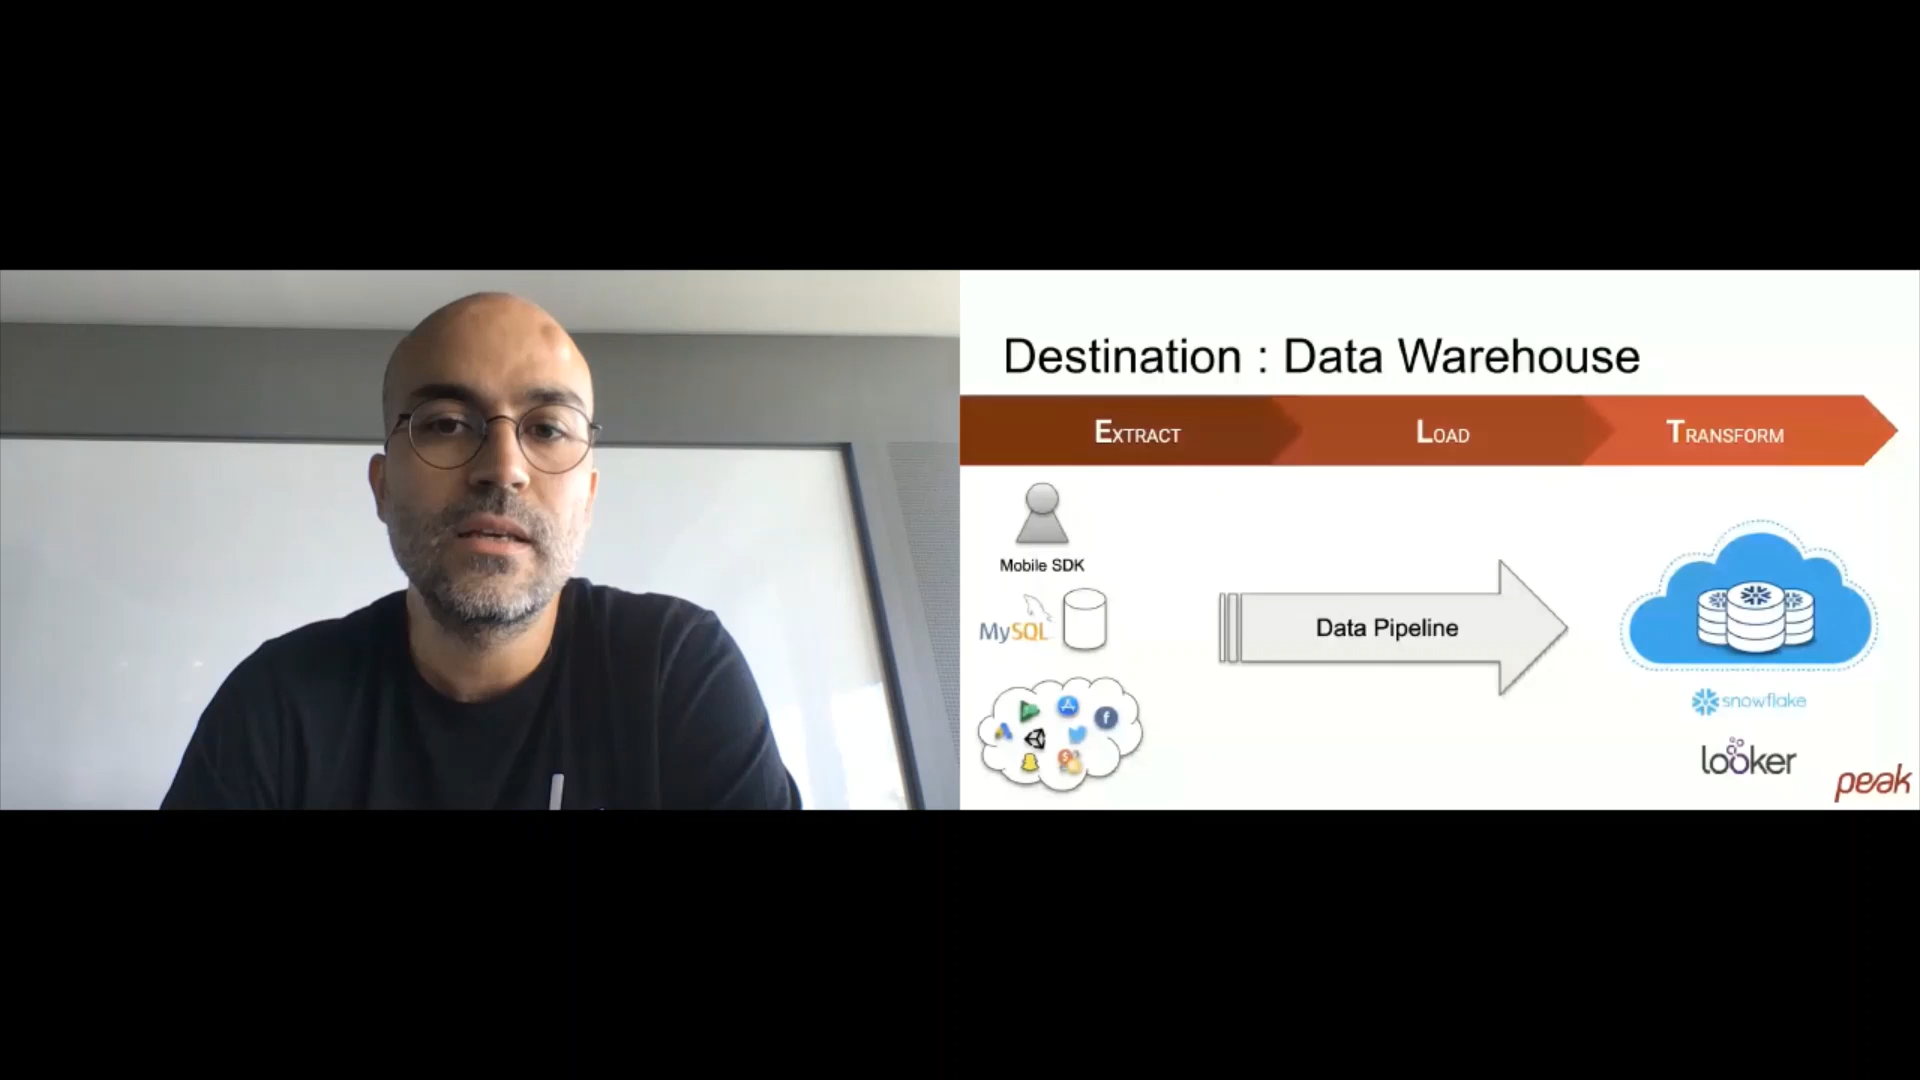 Destination : Data Warehouse
EXTRACT
LOAD
TRANSFORM
Mobile SDK
MySQL
Data Pipeline
snowflake
looker
peak